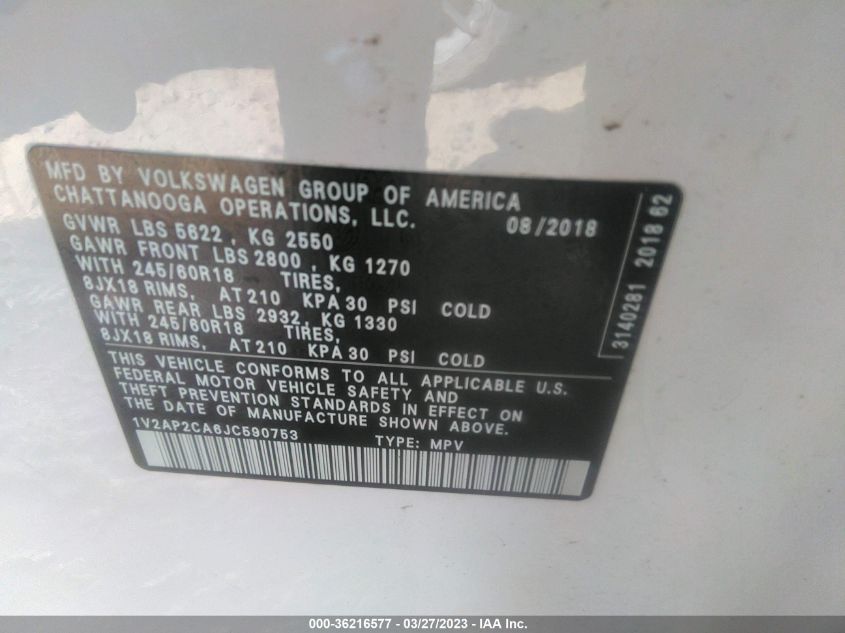 MFD BY VOLKSWAGEN GROUP OF AMERICA
CHATTANOOGA OPERATIONS, LLC.
08/2018
GVWR LBS 5622 , KG 2550
GAWR FRONT LBS 2800 , KG 1270
WITH 245/60R18 TIRES,
8JX18 RIMS, AT 210 KPA 30 PSI COLD
GAWR REAR LBS 2932, KG 1330
WITH 245/60R18 TIRES,
8JX18 RIMS, AT 210 KPA 30 PSI COLD
THIS VEHICLE CONFORMS TO ALL APPLICABLE U.S.
FEDERAL MOTOR VEHICLE SAFETY AND
THEFT PREVENTION STANDARDS IN EFFECT ON
THE DATE OF MANUFACTURE SHOWN ABOVE.
1V2AP2CA6JC590753 TYPE: MPV
3140281 2018 62
000-36216577 - 03/27/2023 - IAA Inc.